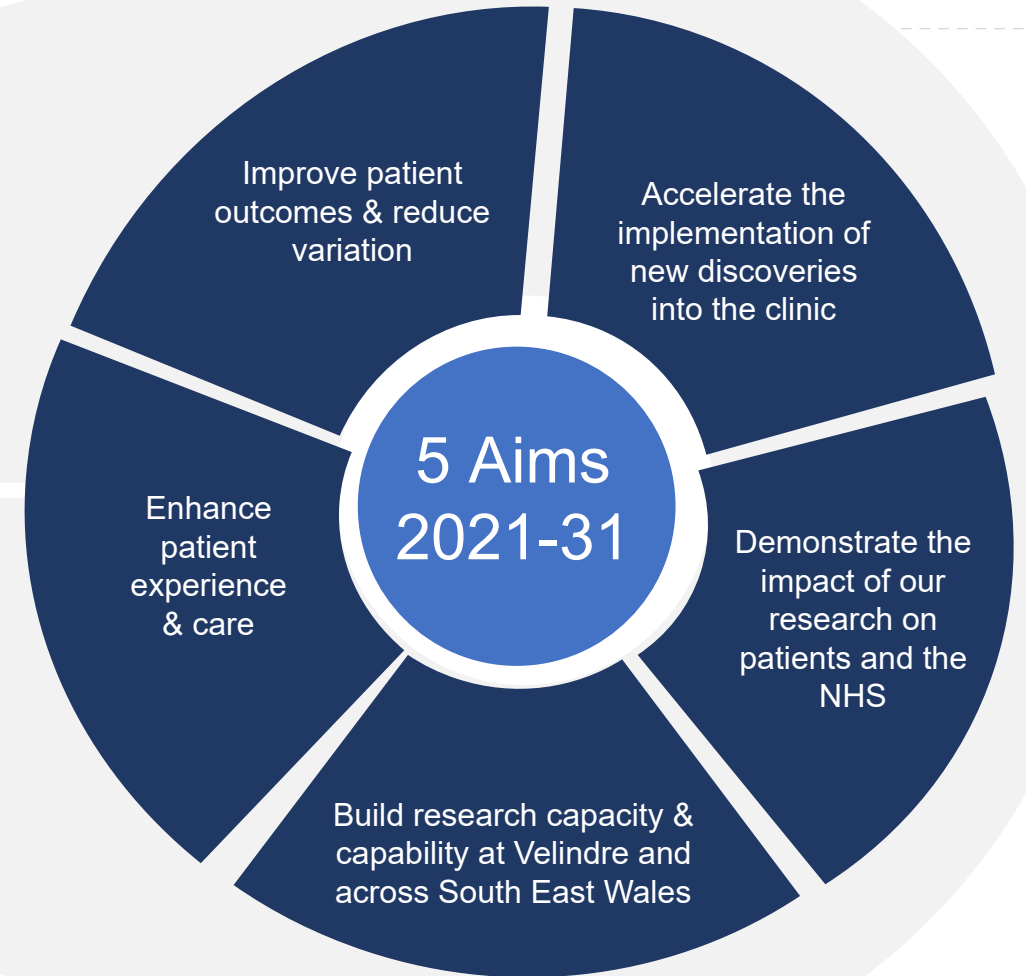 Improve patient
outcomes & reduce
variation
Accelerate the
implementation of
new discoveries
into the clinic
5 Aims
2021-31
Enhance
patient
experience
& care
Demonstrate the
impact of our
research on
patients and the
NHS
Build research capacity &
capability at Velindre and
across South East Wales